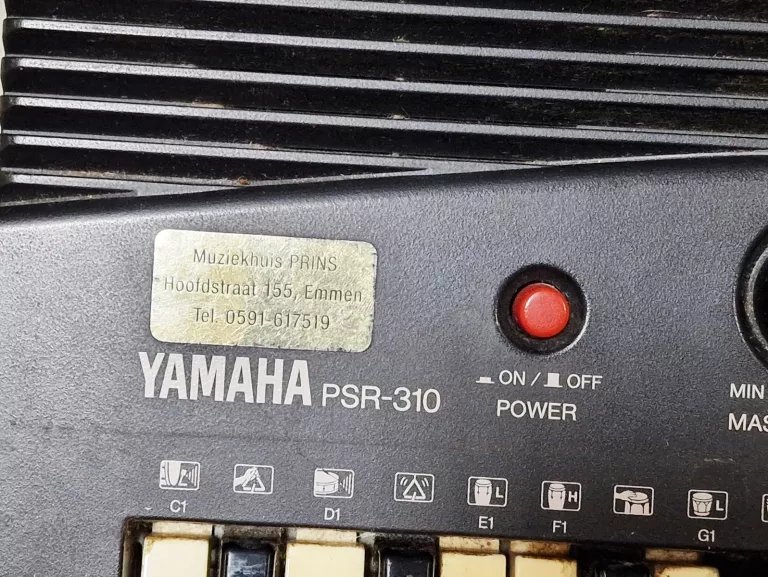 Muziekhuis PRINS
Hoofdstraat 155, Emmen
Tel. 0591-617519
YAMAHA PSR-310
ON / OFF
POWER
MIN
MAS
C1 D1 E1 F1 G1
L H L